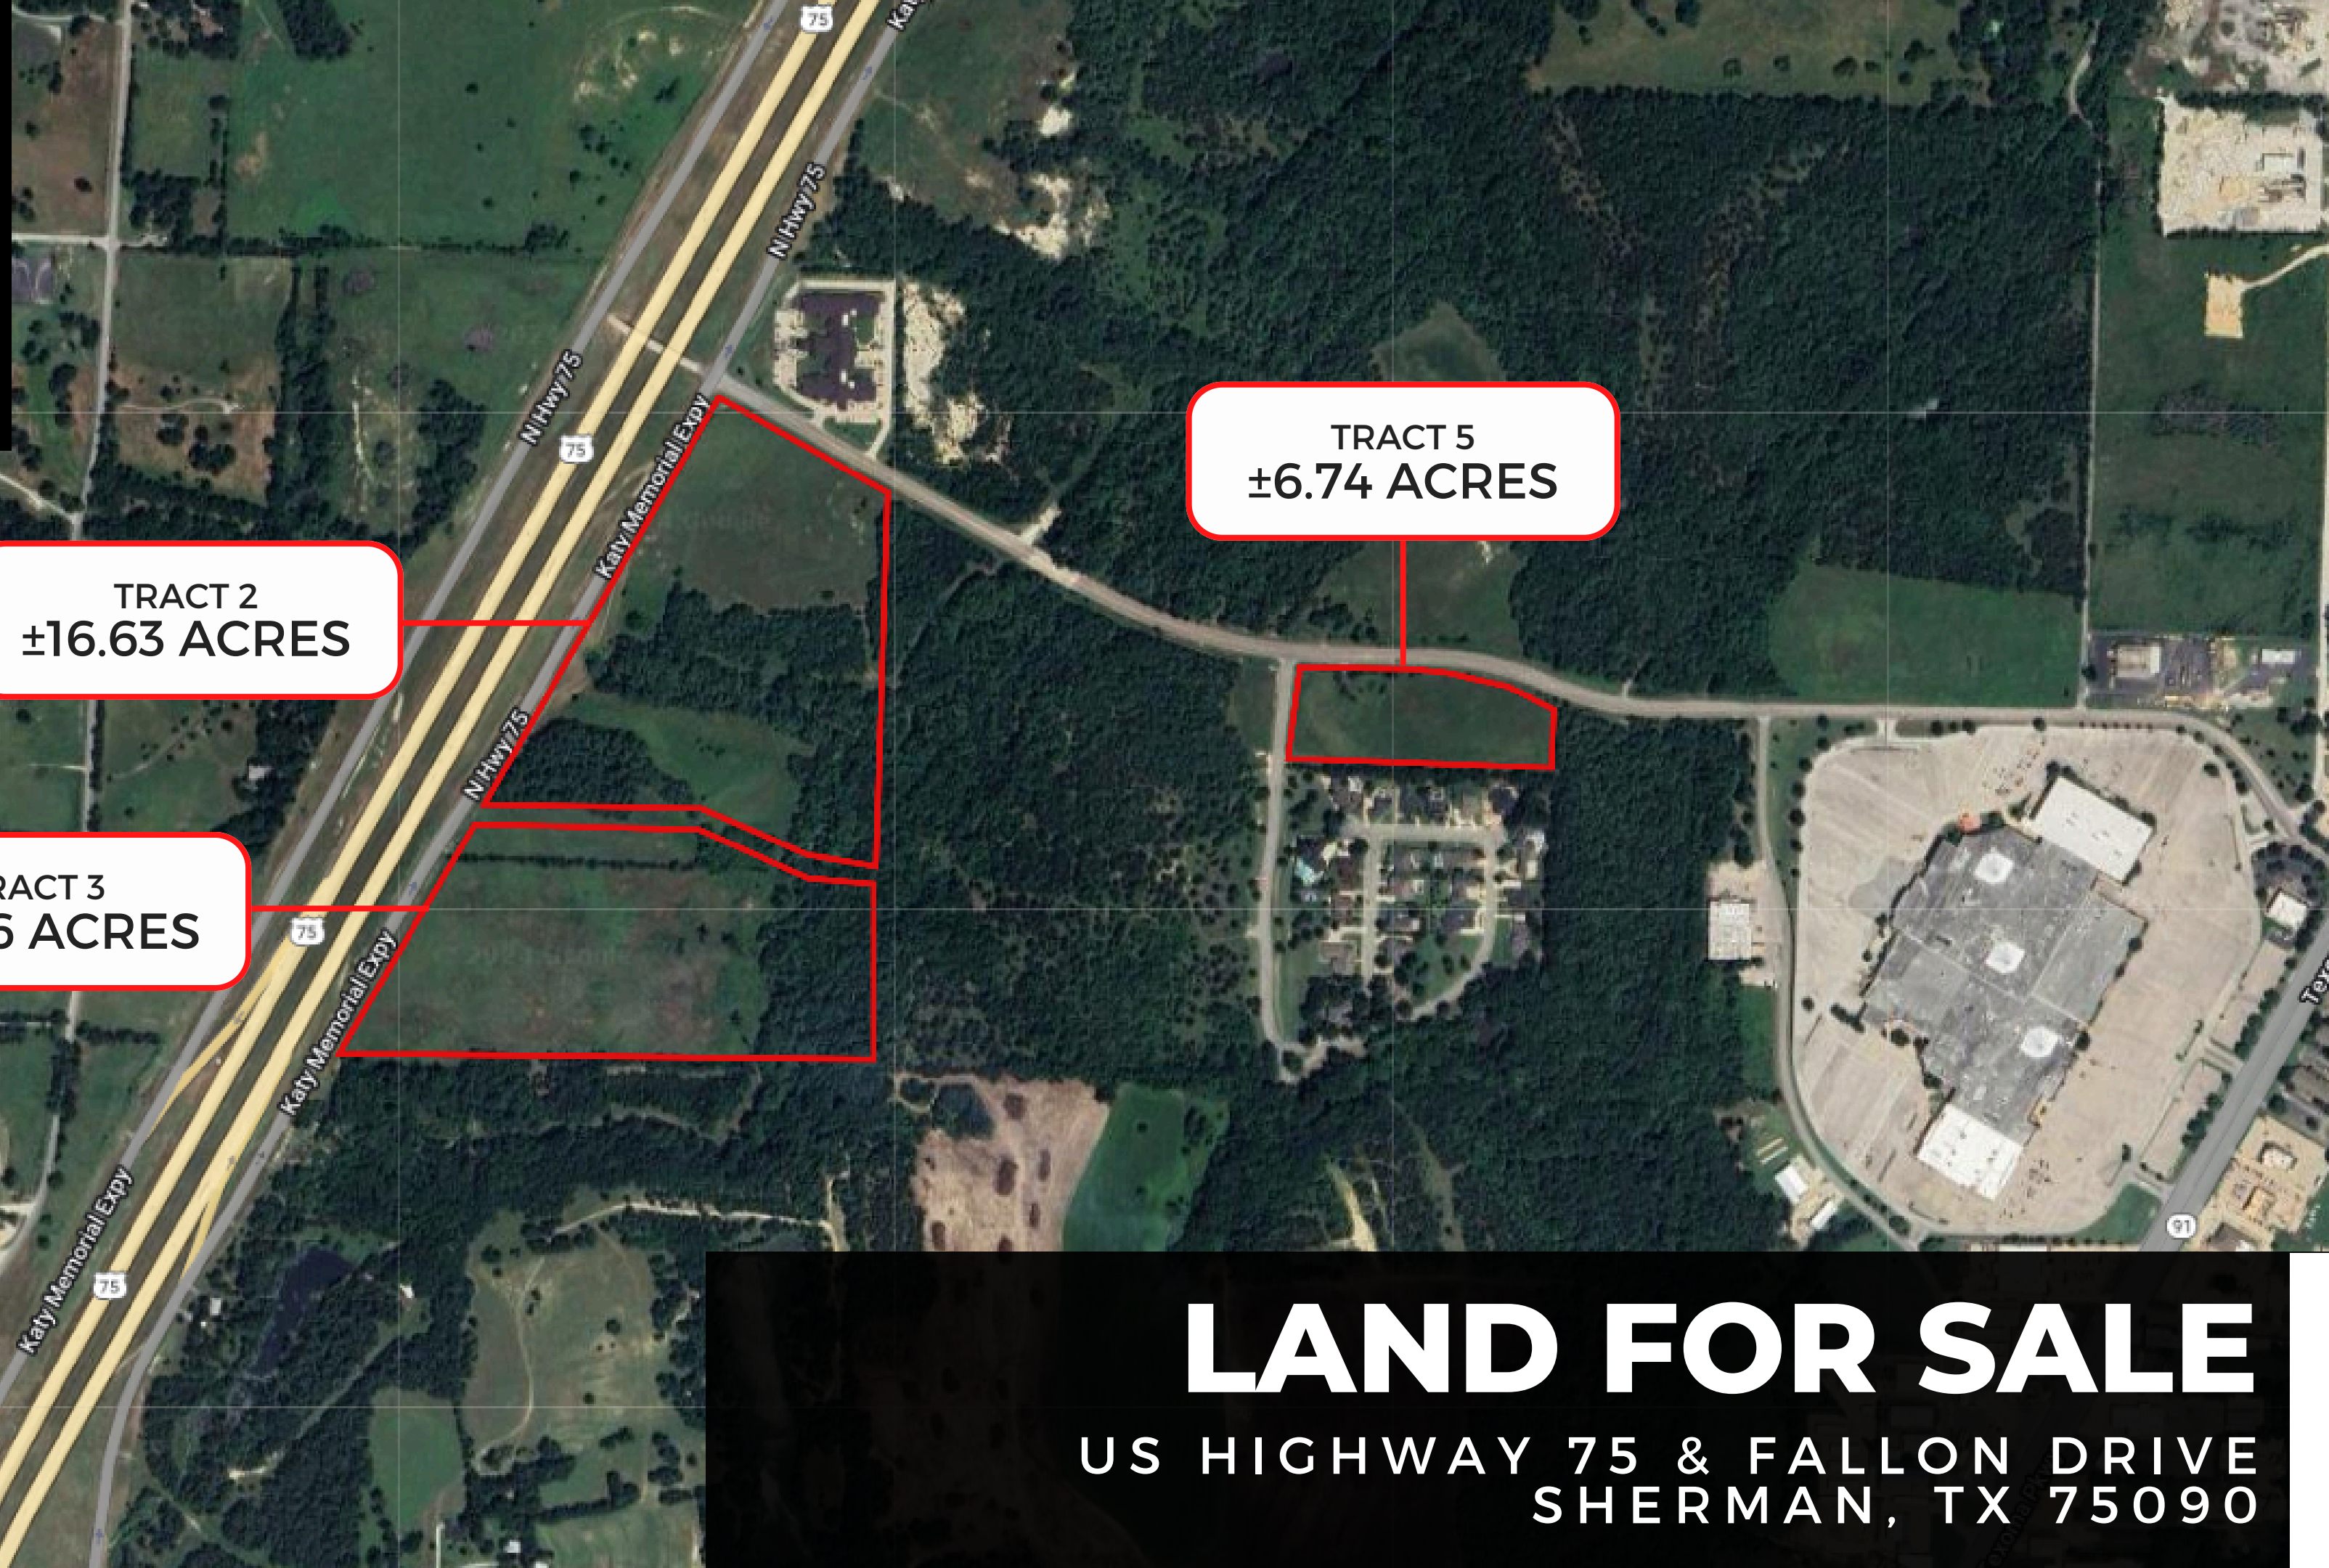 75
N Hwy 75
N Hwy 75
75
Katy Memorial Expy
TRACT 5
±6.74 ACRES
TRACT 2
±16.63 ACRES
N Hwy 75
RACT 3
6 ACRES
75
Katy Memorial Expy
Katy Memorial Expy
75
91
LAND FOR SALE
US HIGHWAY 75 & FALLON DRIVE
SHERMAN, TX 75090